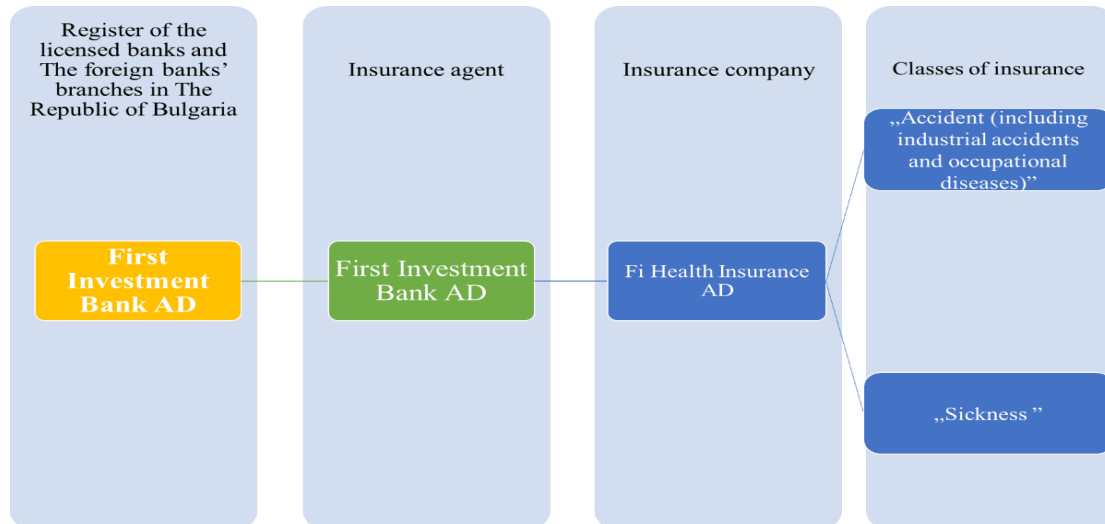 Register of the
licensed banks and
The foreign banks'
branches in The
Republic of Bulgaria
Insurance agent
Insurance company
Classes of insurance
First
Investment
Bank AD
First Investment
Bank AD
Fi Health Insurance
AD
„Accident (including
industrial accidents
and occupational
diseases)”
„Sickness ”